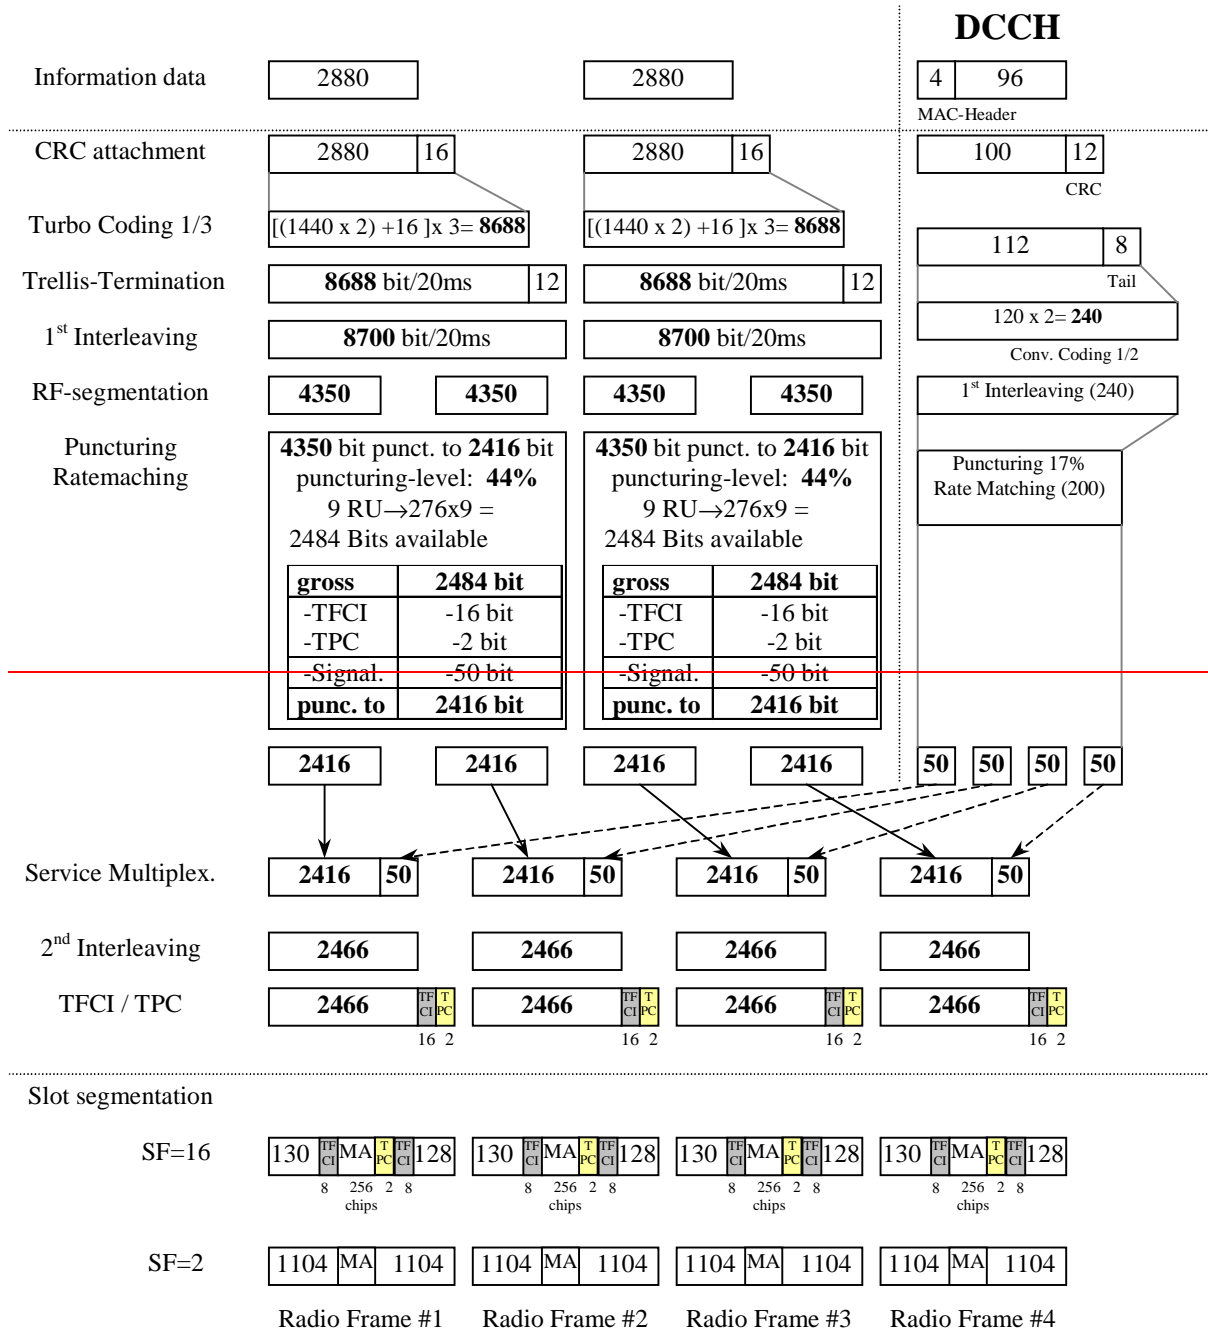 DCCH
Information data 2880 2880 4 96
MAC-Header
CRC attachment 2880 16 2880 16 100 12
CRC
Turbo Coding 1/3 [(1440 x 2) +16 ]x 3= 8688 [(1440 x 2) +16 ]x 3= 8688
112 8
Trellis-Termination 8688 bit/20ms 12 8688 bit/20ms 12
Tail
120 x 2= 240
1st Interleaving 8700 bit/20ms 8700 bit/20ms
Conv. Coding 1/2
RF-segmentation 4350 4350 4350 4350 1st Interleaving (240)
Puncturing 4350 bit punct. to 2416 bit 4350 bit punct. to 2416 bit
Ratemaching puncturing-level: 44% puncturing-level: 44%
Puncturing 17%
Rate Matching (200)
9 RU→276x9 = 9 RU→276x9 =
2484 Bits available 2484 Bits available
gross 2484 bit gross 2484 bit
-TFCI -16 bit -TFCI -16 bit
-TPC -2 bit -TPC -2 bit
-Signal. -50 bit -Signal. -50 bit
punc. to 2416 bit punc. to 2416 bit
2416 2416 2416 2416 50 50 50 50
Service Multiplex. 2416 50 2416 50 2416 50 2416 50
2nd Interleaving 2466 2466 2466 2466
TFCI / TPC 2466 TF CI T PC 2466 TF CI T PC 2466 TF CI T PC 2466 TF CI T PC
16 2 16 2 16 2 16 2
Slot segmentation
SF=16 130 TF CI MA T PC TF CI 128 130 TF CI MA T PC TF CI 128 130 TF CI MA T PC TF CI 128 130 TF CI MA T PC TF CI 128
8 256 2 8 8 256 2 8 8 256 2 8 8 256 2 8
chips chips chips chips
SF=2 1104 MA 1104 1104 MA 1104 1104 MA 1104 1104 MA 1104
Radio Frame #1 Radio Frame #2 Radio Frame #3 Radio Frame #4